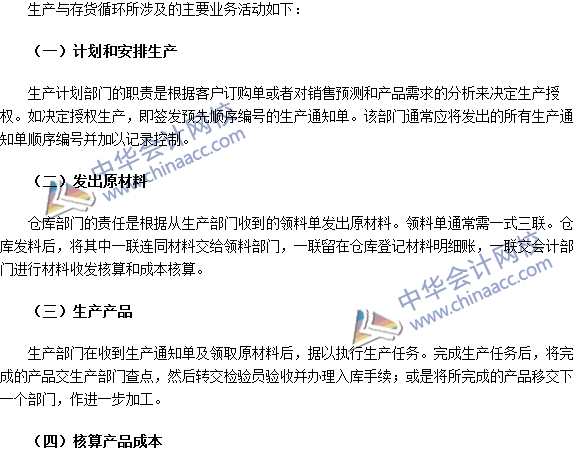 生产与存货循环所涉及的主要业务活动如下：
（一）计划和安排生产
生产计划部门的职责是根据客户订购单或者对销售预测和产品需求的分析来决定生产授
权。如决定授权生产，即签发预先顺序编号的生产通知单。该部门通常应将发出的所有生产通
知单顺序编号并加以记录控制。
（二）发出原材料
仓库部门的责任是根据从生产部门收到的领料单发出原材料。领料单通常需一式三联。仓
库发料后，将其中一联连同材料交给领料部门，一联留在仓库登记材料明细账，一联交会计部
门进行材料收发核算和成本核算。
（三）生产产品
生产部门在收到生产通知单及领取原材料后，据以执行生产任务。完成生产任务后，将完
成的产品交生产部门查点，然后转交检验员验收并办理入库手续；或是将所完成的产品移交下
一个部门，作进一步加工。
（四）核算产品成本
中华会计网校
www.chinaacc.com
中华会计网校
www.chinaacc.com